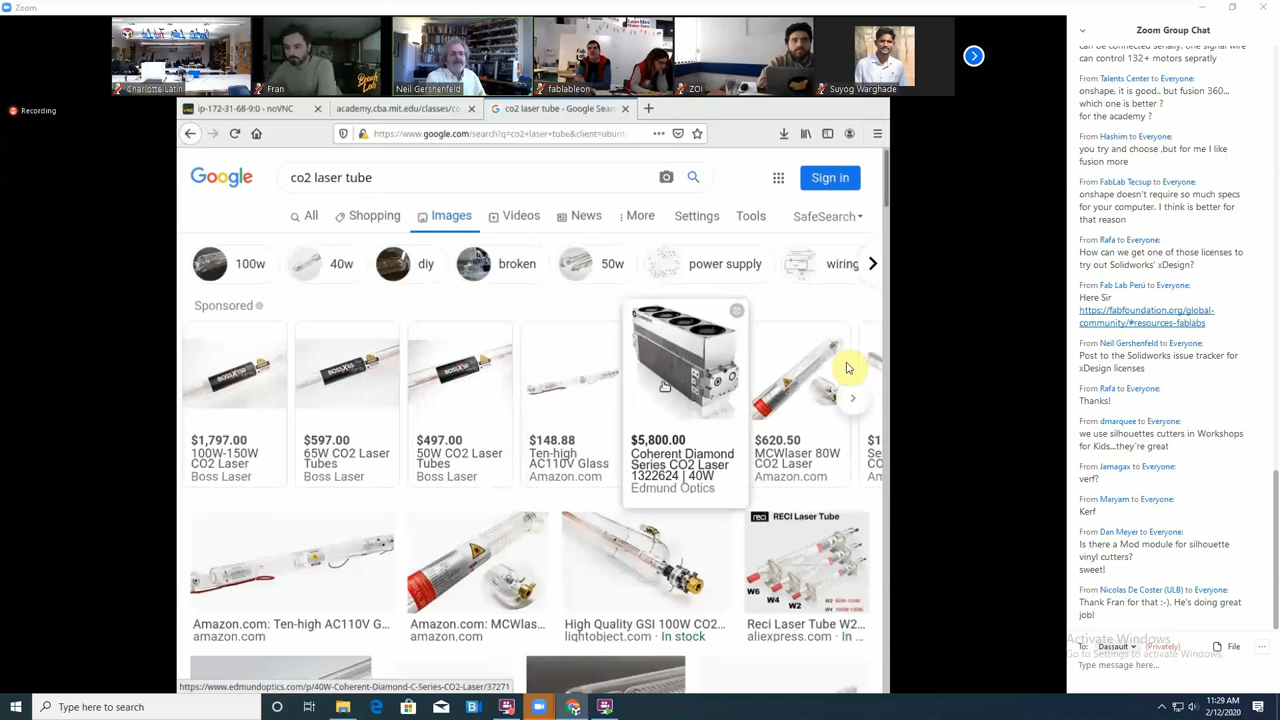 Zoom
Charlotte Latin
Fran
Neil Gershenfeld
fablableon
ZOI
Suyog Warghade
Recording
ip-172-31-68-9:0 - noVNC
academy.cba.mit.edu/classes/co
co2 laser tube - Google Sear
https://www.google.com/search?q=co2+laser+tube&client=ubuntu
Google
co2 laser tube
Sign in
All
Shopping
Images
Videos
News
More
Settings
Tools
SafeSearch
100w
40w
diy
broken
50w
power supply
wiring
Sponsored
$1,797.00
100W-150W
CO2 Laser
Boss Laser
$597.00
65W CO2 Laser
Tubes
Boss Laser
$497.00
50W CO2 Laser
Tubes
Boss Laser
$148.88
Ten-high
AC110V Glass
Amazon.com
$5,800.00
Coherent Diamond
Series CO2 Laser
1322624 | 40W
Edmund Optics
$620.50
MCWlaser 80W
CO2 Laser
Amazon.com
RECI Laser Tube
W6
W4
W2
Amazon.com: Ten-high AC110V G...
amazon.com
Amazon.com: MCWlas...
amazon.com
High Quality GSI 100W CO2...
lightobject.com · In stock
Reci Laser Tube W2...
aliexpress.com · In ...
https://www.edmundoptics.com/p/40W-Coherent-Diamond-C-Series-CO2-Laser/37271
Zoom Group Chat
can be connected serially. one signal wire
can control 132+ motors sepratly
From Talents Center to Everyone:
onshape, it is good.. but fusion 360...
which one is better ?
for the academy ?
From Hashim to Everyone:
you try and choose ,but for me I like
fusion more
From FabLab Tecsup to Everyone:
onshape doesn't require so much specs
for your computer. I think is better for
that reason
From Rafa to Everyone:
How can we get one of those licenses to
try out Solidworks' xDesign?
From Fab Lab Perú to Everyone:
Here Sir
https://fabfoundation.org/global-
community/#resources-fablabs
From Neil Gershenfeld to Everyone:
Post to the Solidworks issue tracker for
xDesign licenses
From Rafa to Everyone:
Thanks!
From dmarquee to Everyone:
we use silhouettes cutters in Workshops
for Kids...they´re great
From Jamagax to Everyone:
verf?
From Maryam to Everyone:
Kerf
From Dan Meyer to Everyone:
Is there a Mod module for silhouette
vinyl cutters?
sweet!
From Nicolas De Coster (ULB) to Everyone:
Thank Fran for that :-). He's doing great
job!
Activate Windows
Go to Settings to activate Windows.
To: Dassault (Privately)
File
Type message here...
Type here to search
11:29 AM
2/12/2020